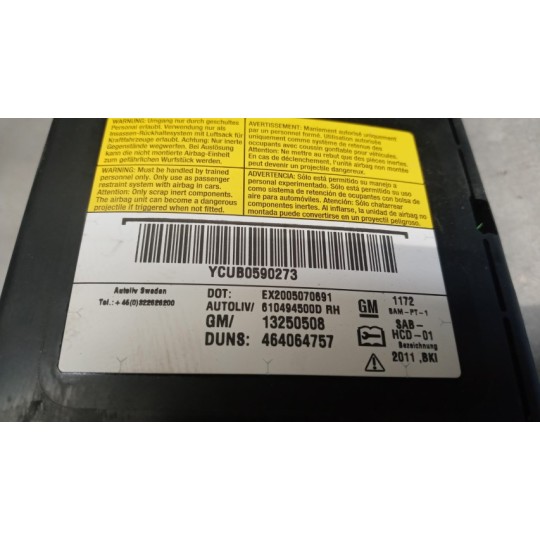 WARNUNG: Umgang nur durch geschultes
Personal erlaubt. Verwendung nur als
Insassen-Rückhaltesystem mit Luftsack für
Kraftfahrzeuge erlaubt. Nur inerte
Gegenstände wegwerfen. Bei Auslösung
kann die nicht montierte Airbag-Einheit
zum gefährlichen Wurfstück werden.
AVERTISSEMENT: Maniement autorisé uniquement
par un personnel formé. Utilisation autorisée uniquement
comme système de retenue des
occupants avec coussin gonflable pour véhicules.
Attention: Ne mettre au rebut que des pièces inertes.
En cas de déclenchement, l'unité airbag non montée
peut devenir un projectile dangereux.
WARNING: Must be handled by trained
personnel only. Only use as passenger
restraint system with airbag in cars.
Attention: Only scrap inert components.
The airbag unit can become a dangerous
projectile if triggered when not fitted.
ADVERTENCIA: Sólo está permitido su manejo a
personal experimentado. Sólo está permitido su uso
como sistema de retención de ocupantes con bolsa de
aire para automóviles. Atención: Sólo chatarrear
componentes inertes. Si se inflama, la unidad de airbag no
montada puede convertirse en un proyectil peligroso.
YCUB0590273
Autoliv Sweden
Tel.: +46(0)322626200
DOT: EX2005070691
AUTOLIV/ 610494500D RH
GM/ 13250508
DUNS: 464064757
GM 1172
SAM-PT-1
SAB-
HCD-01
Bezeichnung
2011 ,BKI